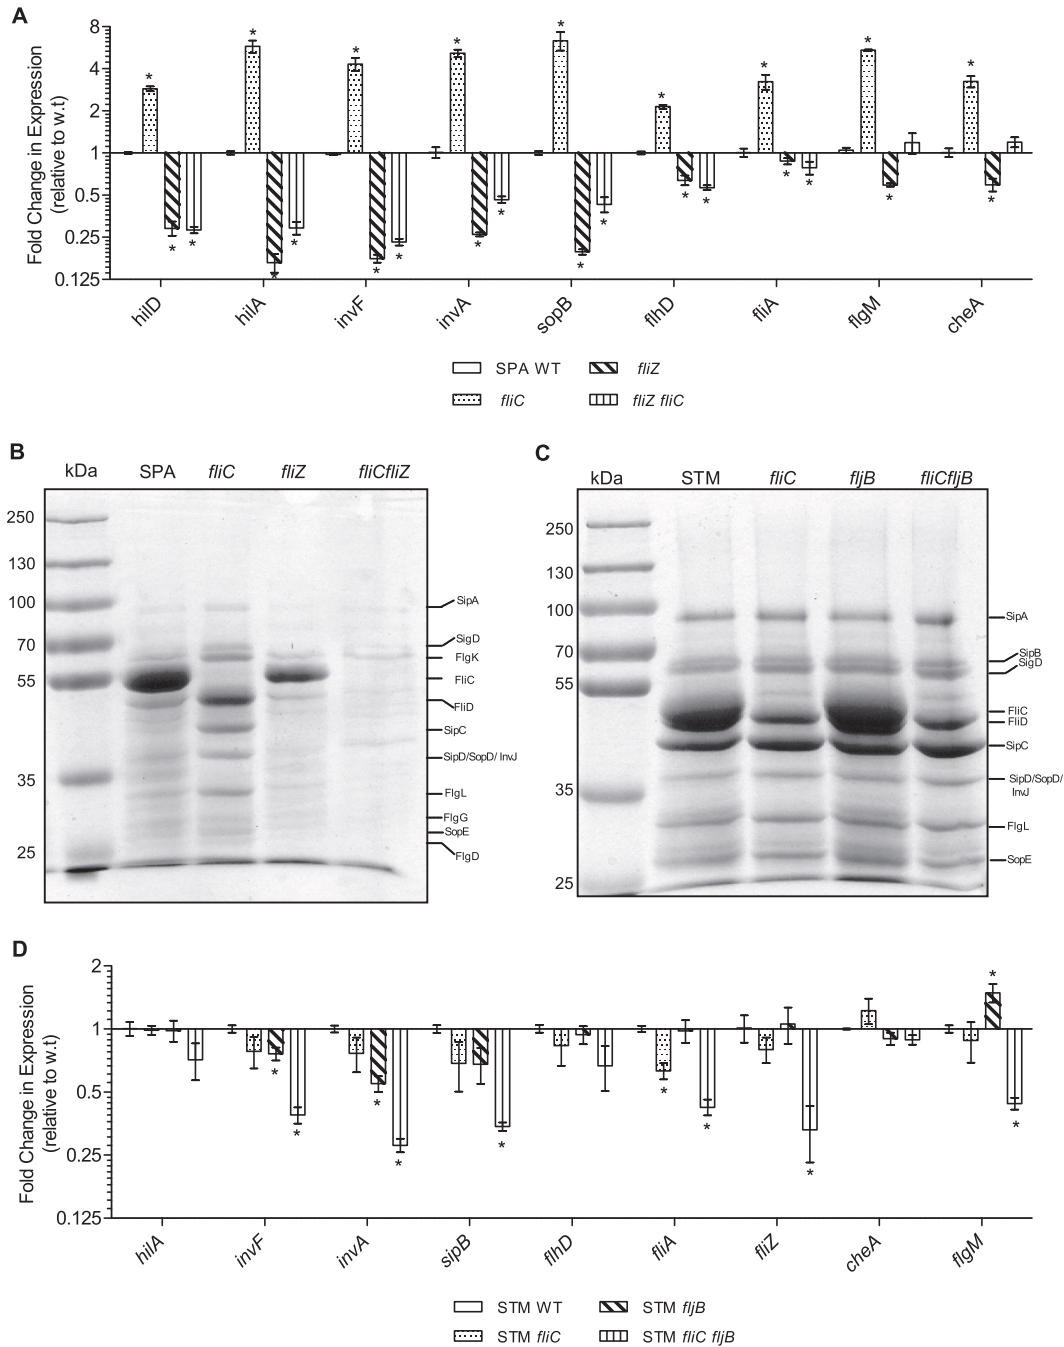 A
Fold Change in Expression
(relative to w.t)
8
4
2
1
0.5
0.25
0.125
* * * * * * * * *
* * * * * * * * * * * * * * * *
hilD hilA invF invA sopB flhD fliA flgM cheA
SPA WT fliZ
fliC fliZ fliC
B
kDa SPA fliC fliZ fliCfliZ
250
130
100
70
55
35
25
SipA
SigD
FlgK
FliC
FliD
SipC
SipD/SopD/ InvJ
FlgL
FlgG
SopE
FlgD
C
kDa STM fliC fljB fliCfljB
250
130
100
70
55
35
25
SipA
SipB
SigD
FliC
FliD
SipC
SipD/SopD/
InvJ
FlgL
SopE
D
Fold Change in Expression
(relative to w.t)
2
1
0.5
0.25
0.125
*
* * * * * * * * *
hilA invF invA sipB flhD fliA fliZ cheA flgM
STM WT STM fljB
STM fliC STM fliC fljB